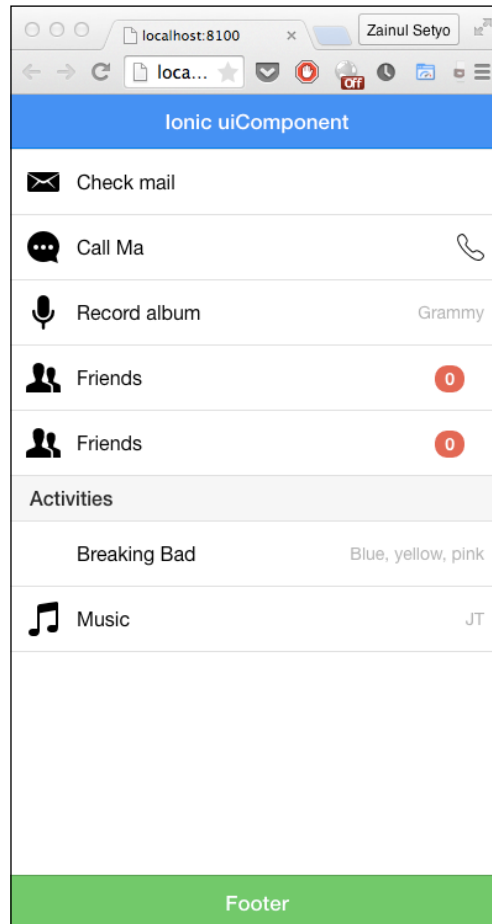 localhost:8100
Zainul Setyo
loca...
Off
Ionic uiComponent
Check mail
Call Ma
Record album Grammy
Friends 0
Friends 0
Activities
Breaking Bad Blue, yellow, pink
Music JT
Footer